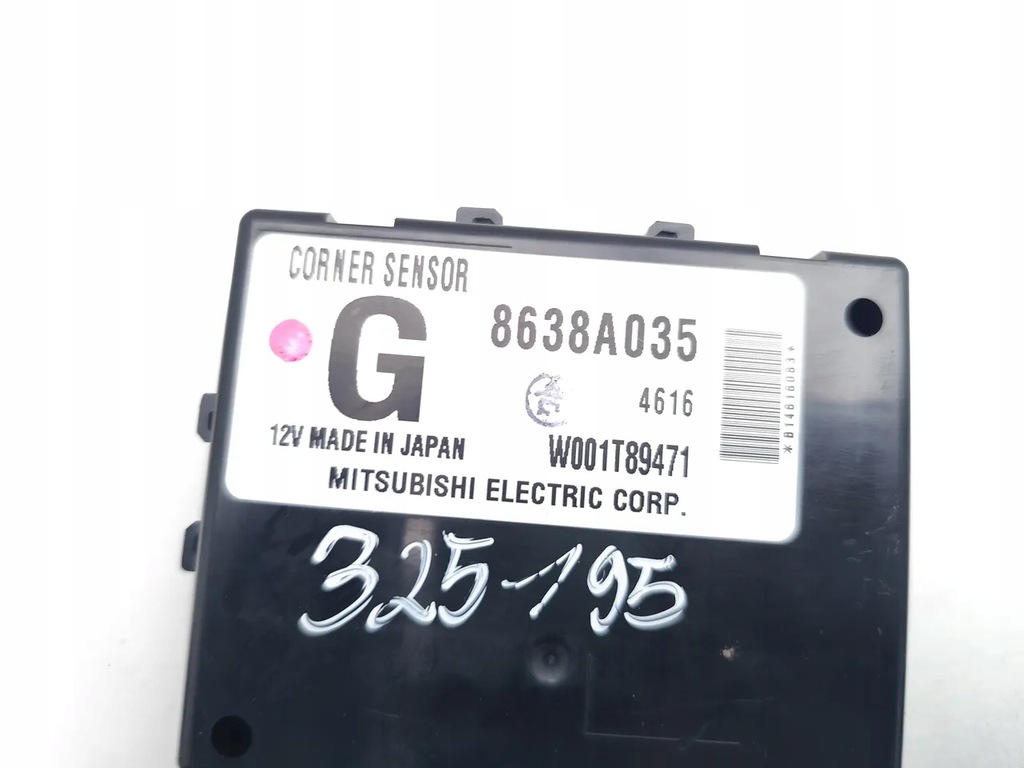 CORNER SENSOR
G
8638A035
4616
12V MADE IN JAPAN
W001T89471
MITSUBISHI ELECTRIC CORP.
325-195